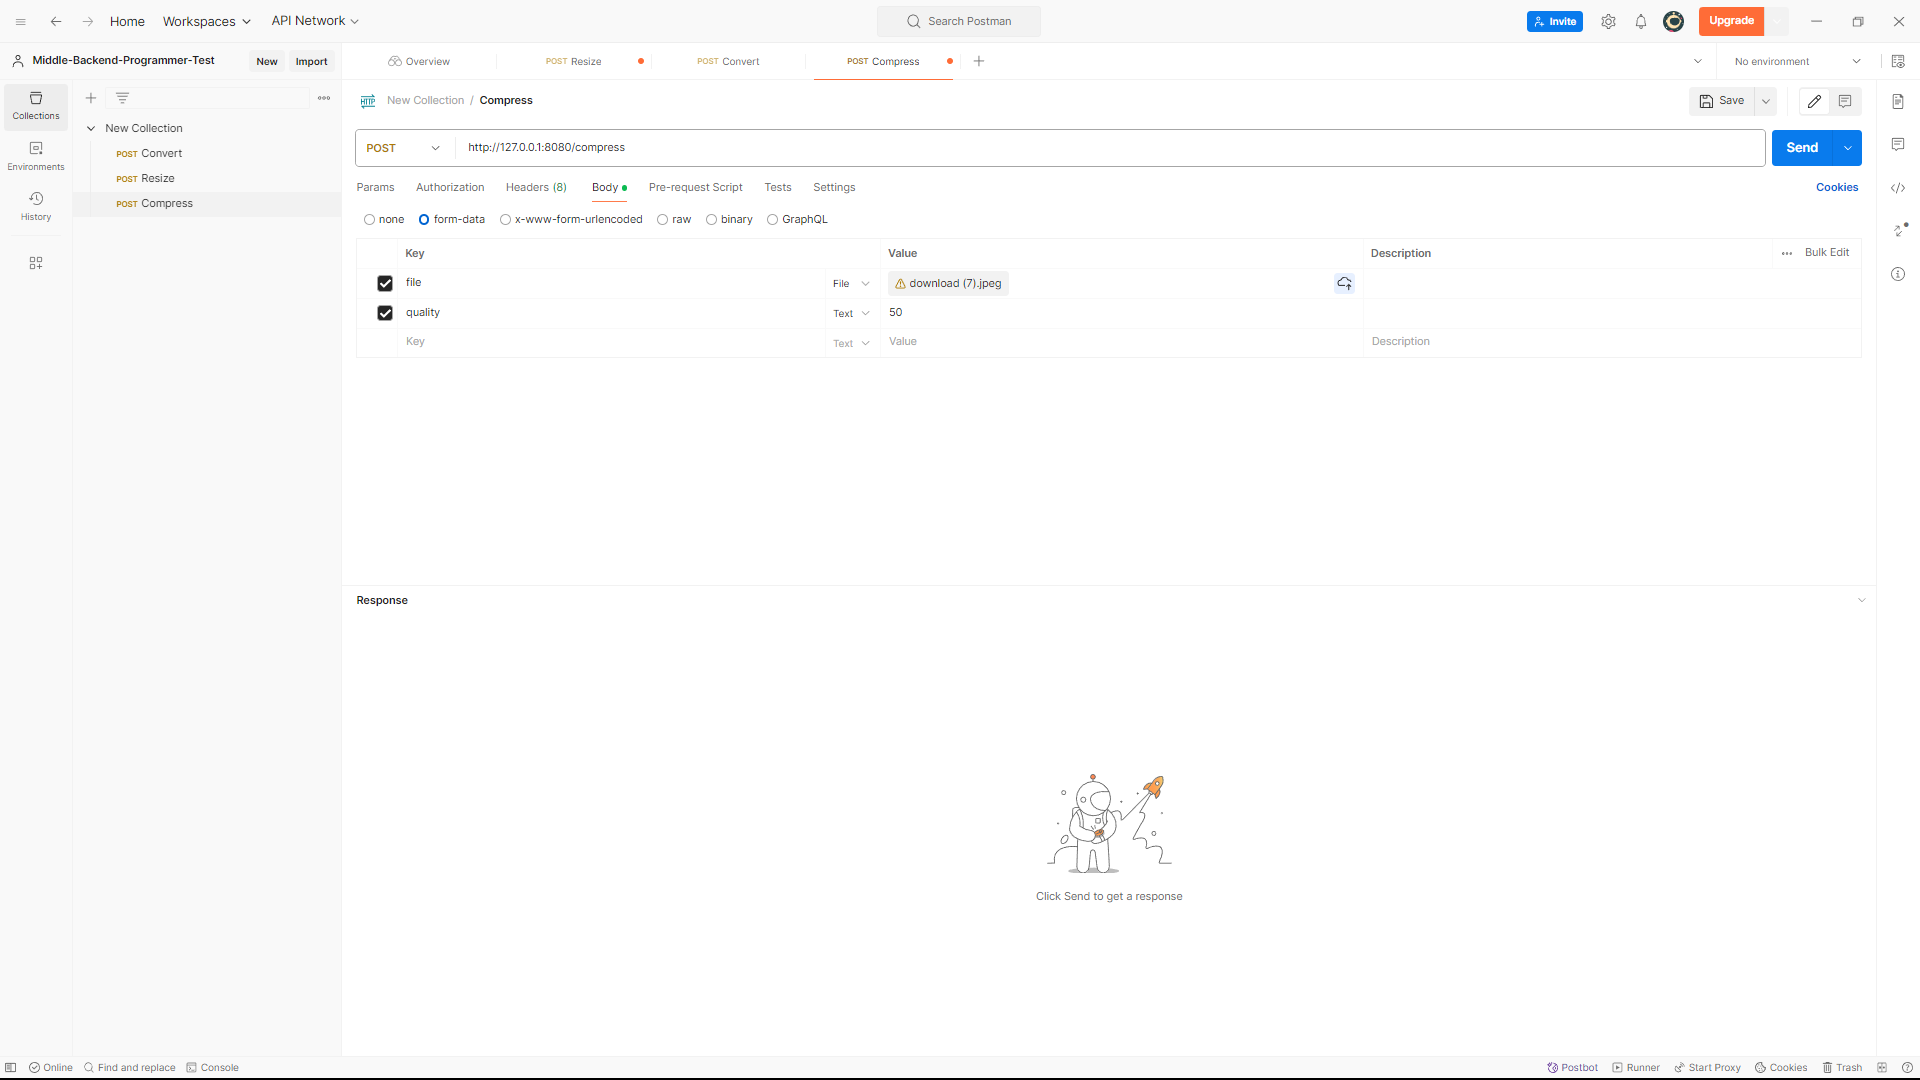 Home Workspaces API Network Search Postman Invite Upgrade
Middle-Backend-Programmer-Test New Import Overview POST Resize POST Convert POST Compress No environment
Collections
Environments
History
New Collection
POST Convert
POST Resize
POST Compress
HTTP New Collection / Compress Save
POST http://127.0.0.1:8080/compress Send
Params Authorization Headers (8) Body Pre-request Script Tests Settings Cookies
none form-data x-www-form-urlencoded raw binary GraphQL
Key Value Description Bulk Edit
file File download (7).jpeg
quality Text 50
Key Text Value Description
Response
Click Send to get a response
Online Find and replace Console Postbot Runner Start Proxy Cookies Trash